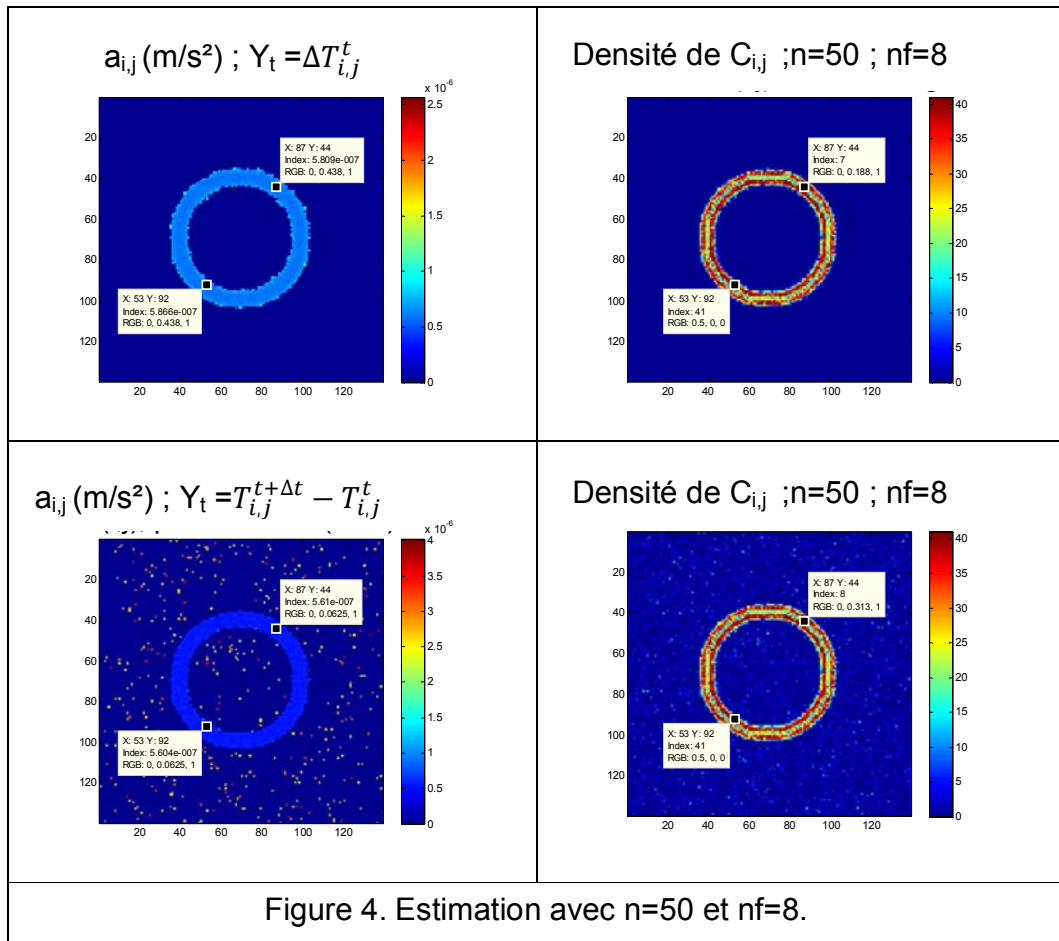 a_{i,j} (m/s²) ; Y_t =ΔT_{i,j}^t
x 10^-6
2.5
2
1.5
1
0.5
0
20
40
60
80
100
120
20 40 60 80 100 120
X: 87 Y: 44
Index: 5.809e-007
RGB: 0, 0.438, 1
X: 53 Y: 92
Index: 5.866e-007
RGB: 0, 0.438, 1
Densité de C_{i,j} ;n=50 ; nf=8
40
35
30
25
20
15
10
5
0
20
40
60
80
100
120
20 40 60 80 100 120
X: 87 Y: 44
Index: 7
RGB: 0, 0.188, 1
X: 53 Y: 92
Index: 41
RGB: 0.5, 0, 0
a_{i,j} (m/s²) ; Y_t =T_{i,j}^{t+Δt} − T_{i,j}^t
x 10^-6
4
3.5
3
2.5
2
1.5
1
0.5
0
20
40
60
80
100
120
20 40 60 80 100 120
X: 87 Y: 44
Index: 5.61e-007
RGB: 0, 0.0625, 1
X: 53 Y: 92
Index: 5.604e-007
RGB: 0, 0.0625, 1
Densité de C_{i,j} ;n=50 ; nf=8
40
35
30
25
20
15
10
5
0
20
40
60
80
100
120
20 40 60 80 100 120
X: 87 Y: 44
Index: 8
RGB: 0, 0.313, 1
X: 53 Y: 92
Index: 41
RGB: 0.5, 0, 0
Figure 4. Estimation avec n=50 et nf=8.